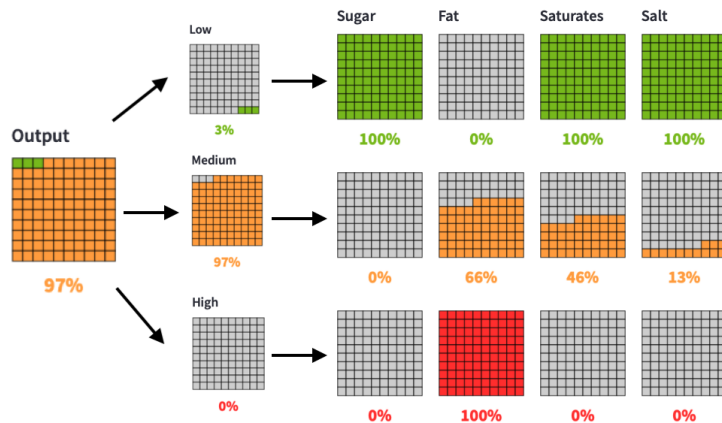 Sugar Fat Saturates Salt
Low
3%
100% 0% 100% 100%
Output
97%
Medium
97%
0% 66% 46% 13%
High
0%
0% 100% 0% 0%